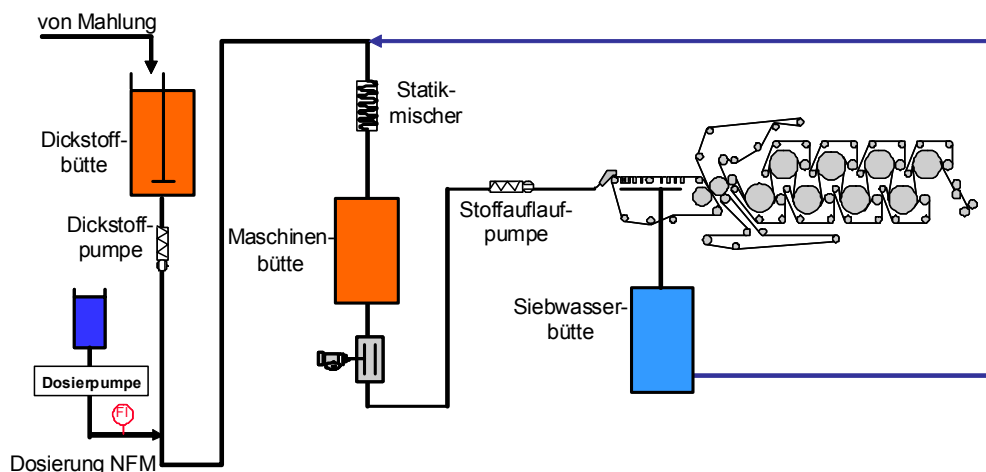 von Mahlung
Dickstoff-
bütte
Dickstoff-
pumpe
Dosierpumpe
FI
Dosierung NFM
Statik-
mischer
Maschinen-
bütte
Stoffauflauf-
pumpe
Siebwasser-
bütte